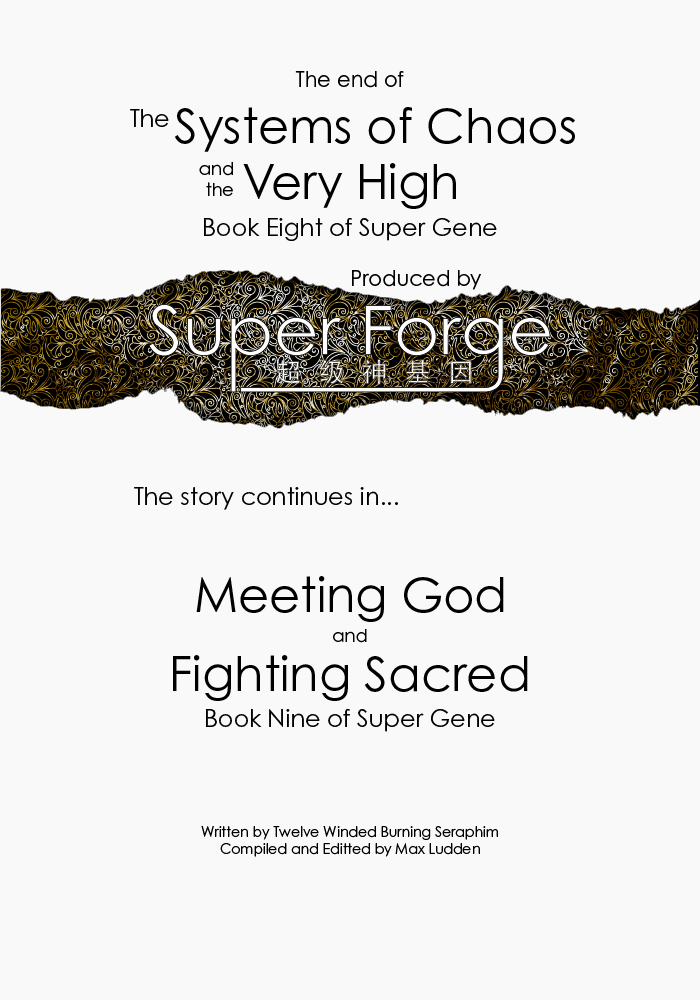 The end of
The Systems of Chaos
and the Very High
Book Eight of Super Gene
Produced by
Super Forge
超级神基因
The story continues in...
Meeting God
and
Fighting Sacred
Book Nine of Super Gene
Written by Twelve Winded Burning Seraphim
Compiled and Editted by Max Ludden